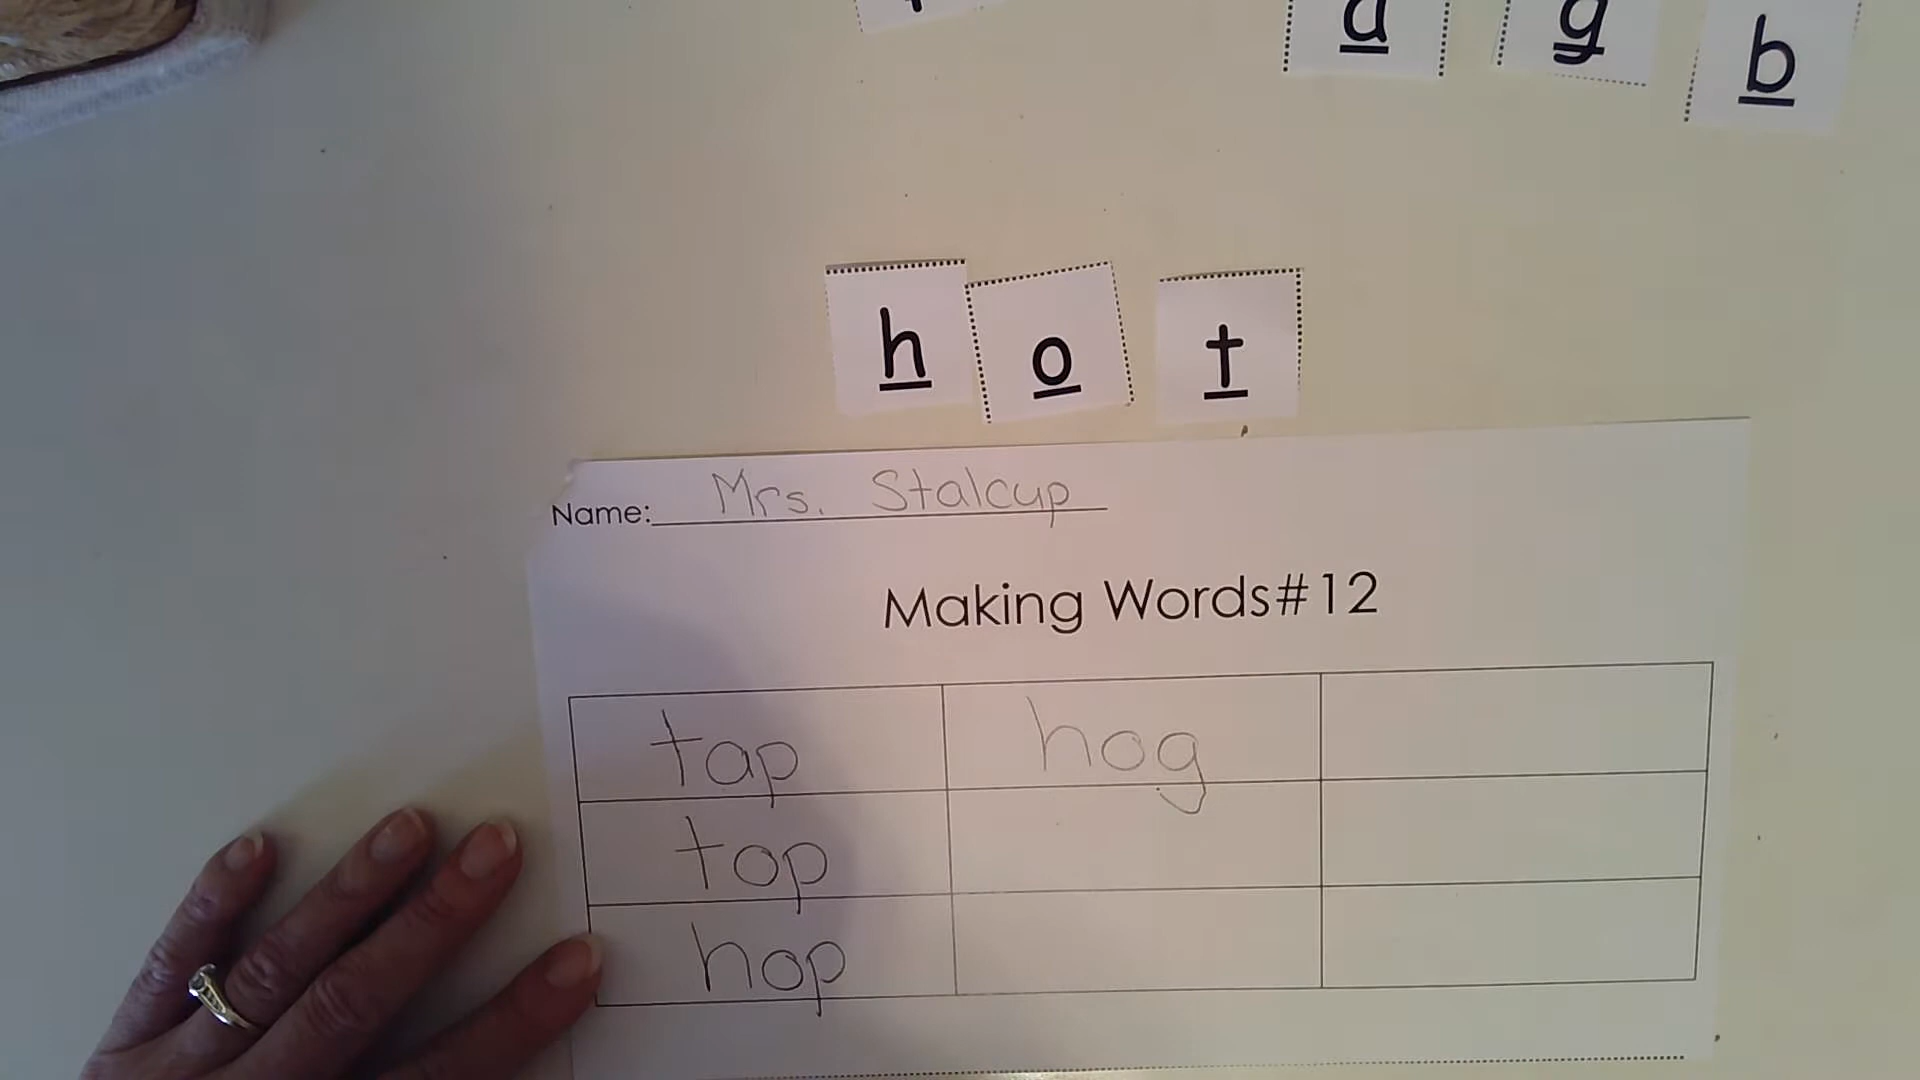 a g b
h o t
Name: Mrs. Stalcup
Making Words#12
tap hog
top
hop